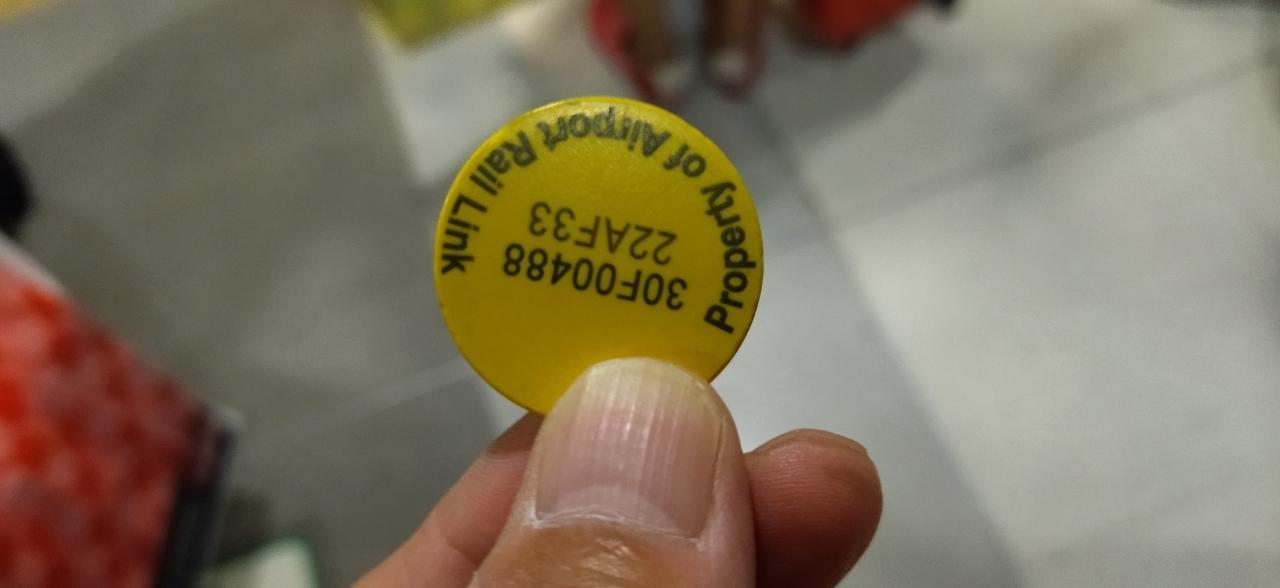 Property of Airport Rail Link
30F00488
22AF33